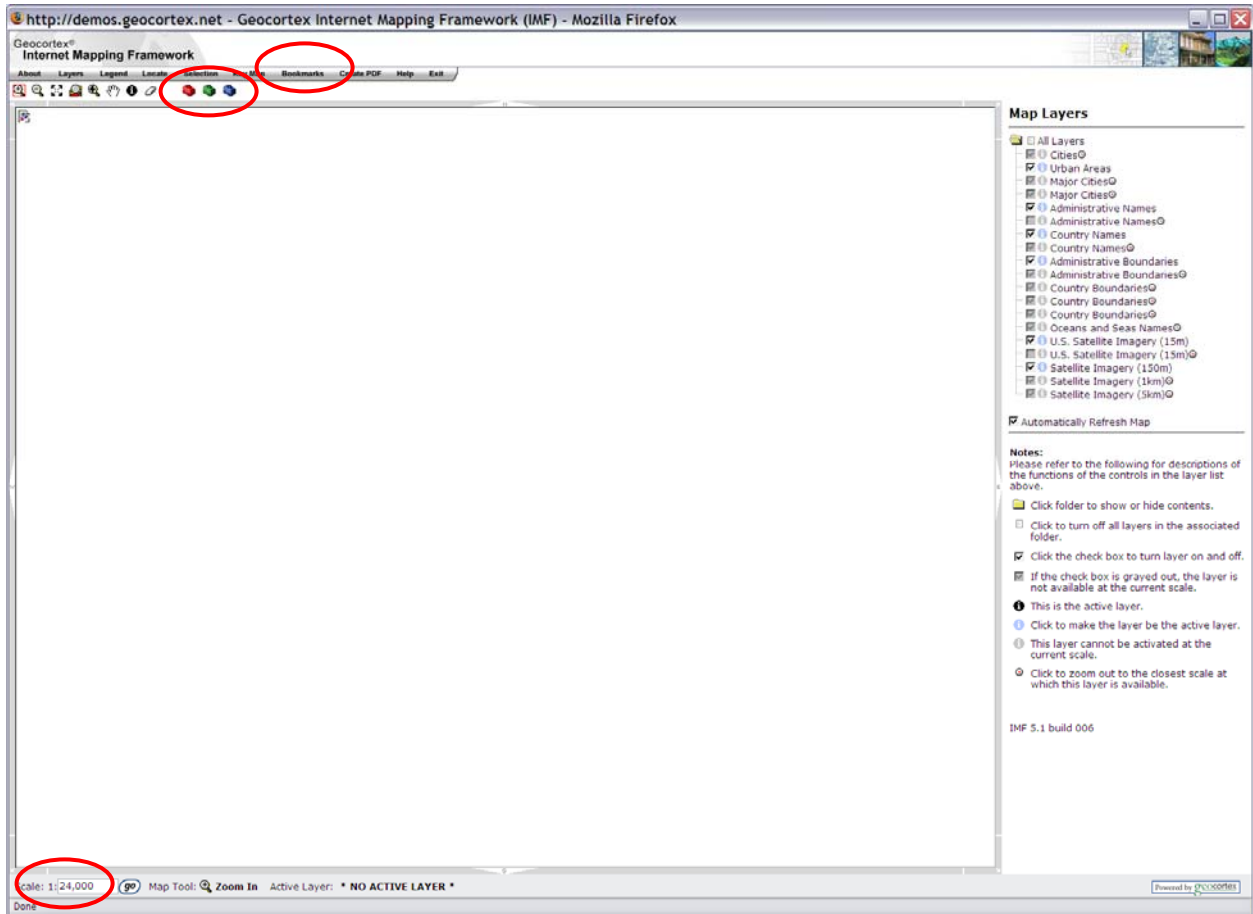 http://demos.geocortex.net - Geocortex Internet Mapping Framework (IMF) - Mozilla Firefox
Geocortex®
Internet Mapping Framework
About Layers Legend Locate Selection Key Map Bookmarks Create PDF Help Exit
Map Layers
All Layers
Cities
Urban Areas
Major Cities
Major Cities
Administrative Names
Administrative Names
Country Names
Country Names
Administrative Boundaries
Administrative Boundaries
Country Boundaries
Country Boundaries
Country Boundaries
Oceans and Seas Names
U.S. Satellite Imagery (15m)
U.S. Satellite Imagery (15m)
Satellite Imagery (150m)
Satellite Imagery (1km)
Satellite Imagery (5km)
Automatically Refresh Map
Notes:
Please refer to the following for descriptions of
the functions of the controls in the layer list
above.
Click folder to show or hide contents.
Click to turn off all layers in the associated
folder.
Click the check box to turn layer on and off.
If the check box is grayed out, the layer is
not available at the current scale.
This is the active layer.
Click to make the layer be the active layer.
This layer cannot be activated at the
current scale.
Click to zoom out to the closest scale at
which this layer is available.
IMF 5.1 build 006
Scale: 1: 24,000 go Map Tool: Zoom In Active Layer: * NO ACTIVE LAYER * Powered by geocortex
Done